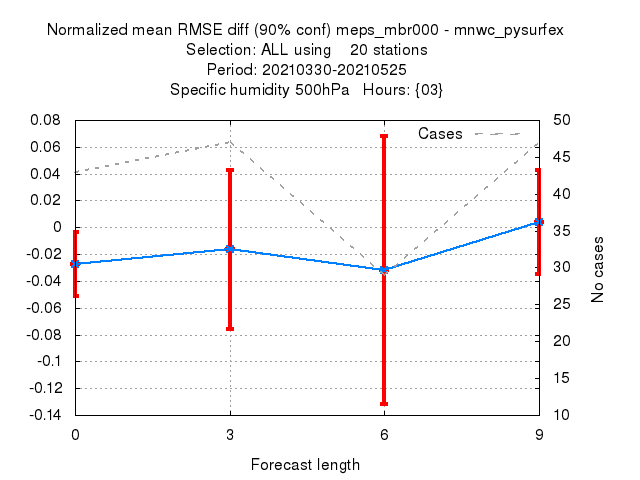 Normalized mean RMSE diff (90% conf) meps_mbr000 - mnwc_pysurfex
Selection: ALL using    20 stations
Period: 20210330-20210525
Specific humidity 500hPa   Hours: {03}
0.08
0.06
0.04
0.02
0
-0.02
-0.04
-0.06
-0.08
-0.1
-0.12
-0.14
Cases
50
45
40
35
30
25
20
15
10
No cases
0 3 6 9
Forecast length